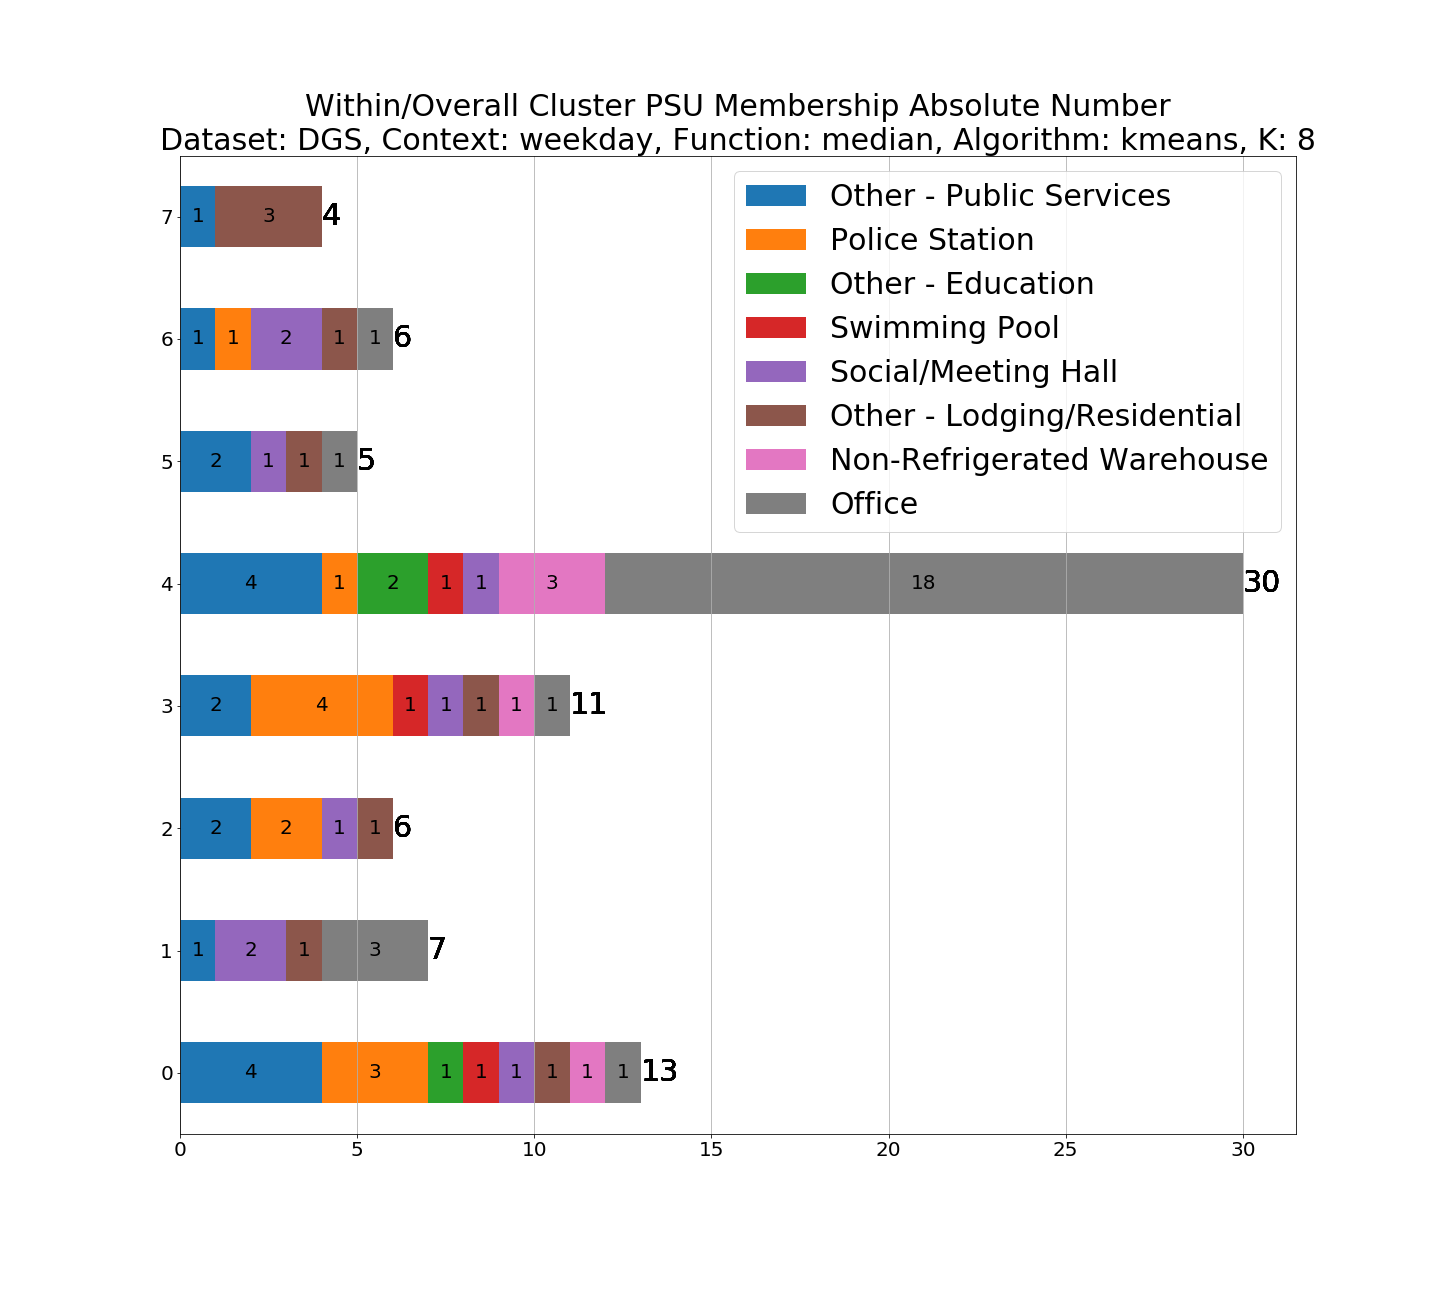 Within/Overall Cluster PSU Membership Absolute Number
Dataset: DGS, Context: weekday, Function: median, Algorithm: kmeans, K: 8
Other - Public Services
Police Station
Other - Education
Swimming Pool
Social/Meeting Hall
Other - Lodging/Residential
Non-Refrigerated Warehouse
Office
7 1 3 4
6 1 1 2 1 1 6
5 2 1 1 1 5
4 4 1 2 1 1 3 18 30
3 2 4 1 1 1 1 1 11
2 2 2 1 1 6
1 1 2 1 3 7
0 4 3 1 1 1 1 1 1 13
0 5 10 15 20 25 30